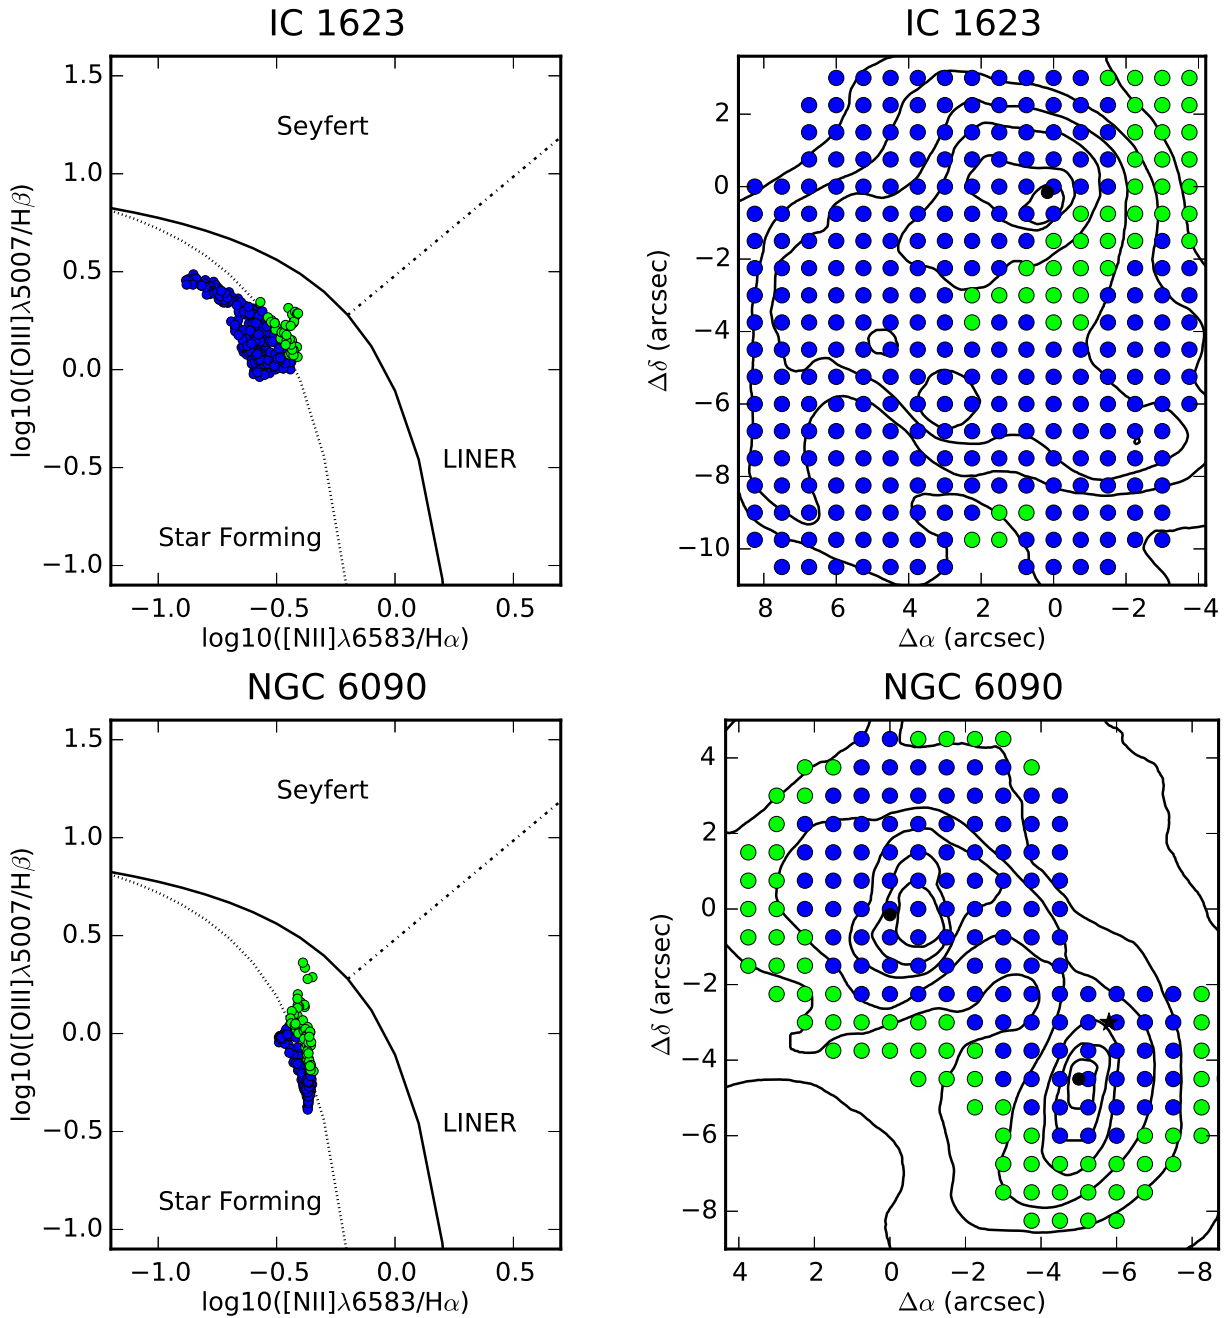 IC 1623
1.5
1.0
0.5
0.0
−0.5
−1.0
Seyfert
LINER
Star Forming
−1.0 −0.5 0.0 0.5
log10([OIII]λ5007/Hβ)
log10([NII]λ6583/Hα)
IC 1623
2
0
−2
−4
−6
−8
−10
8 6 4 2 0 −2 −4
Δδ (arcsec)
Δα (arcsec)
NGC 6090
1.5
1.0
0.5
0.0
−0.5
−1.0
Seyfert
LINER
Star Forming
−1.0 −0.5 0.0 0.5
log10([OIII]λ5007/Hβ)
log10([NII]λ6583/Hα)
NGC 6090
4
2
0
−2
−4
−6
−8
4 2 0 −2 −4 −6 −8
Δδ (arcsec)
Δα (arcsec)